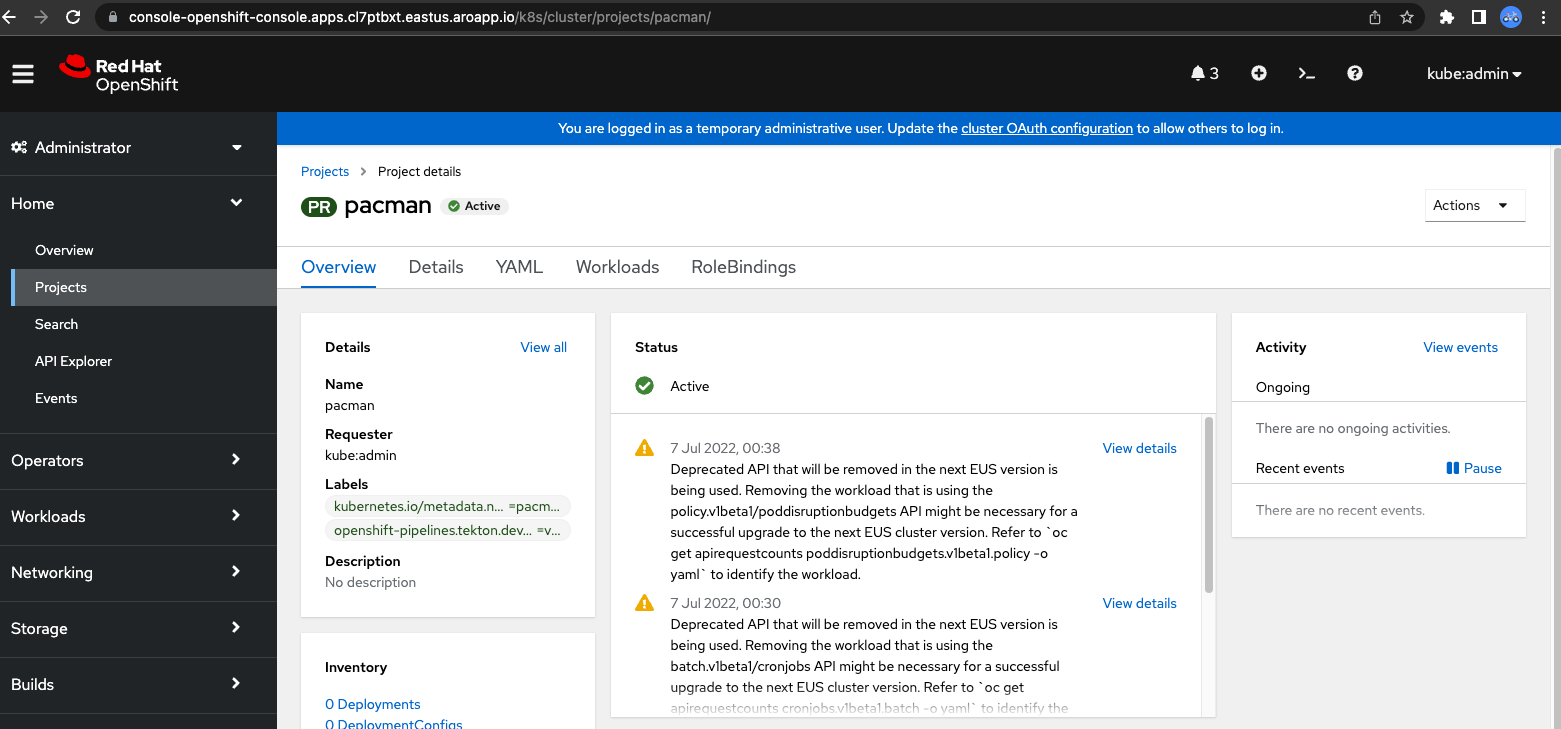 console-openshift-console.apps.cl7ptbxt.eastus.aroapp.io/k8s/cluster/projects/pacman/
Red Hat
OpenShift
3
kube:admin
You are logged in as a temporary administrative user. Update the cluster OAuth configuration to allow others to log in.
Administrator
Home
Overview
Projects
Search
API Explorer
Events
Operators
Workloads
Networking
Storage
Builds
Projects > Project details
PR pacman Active
Actions
Overview Details YAML Workloads RoleBindings
Details View all
Name
pacman
Requester
kube:admin
Labels
kubernetes.io/metadata.n... =pacm...
openshift-pipelines.tekton.dev... =v...
Description
No description
Inventory
0 Deployments
0 DeploymentConfigs
Status
Active
7 Jul 2022, 00:38 View details
Deprecated API that will be removed in the next EUS version is
being used. Removing the workload that is using the
policy.v1beta1/poddisruptionbudgets API might be necessary for a
successful upgrade to the next EUS cluster version. Refer to `oc
get apirequestcounts poddisruptionbudgets.v1beta1.policy -o
yaml` to identify the workload.
7 Jul 2022, 00:30 View details
Deprecated API that will be removed in the next EUS version is
being used. Removing the workload that is using the
batch.v1beta1/cronjobs API might be necessary for a successful
upgrade to the next EUS cluster version. Refer to `oc get
apirequestcounts cronjobs.v1beta1.batch -o yaml` to identify the
Activity View events
Ongoing
There are no ongoing activities.
Recent events Pause
There are no recent events.